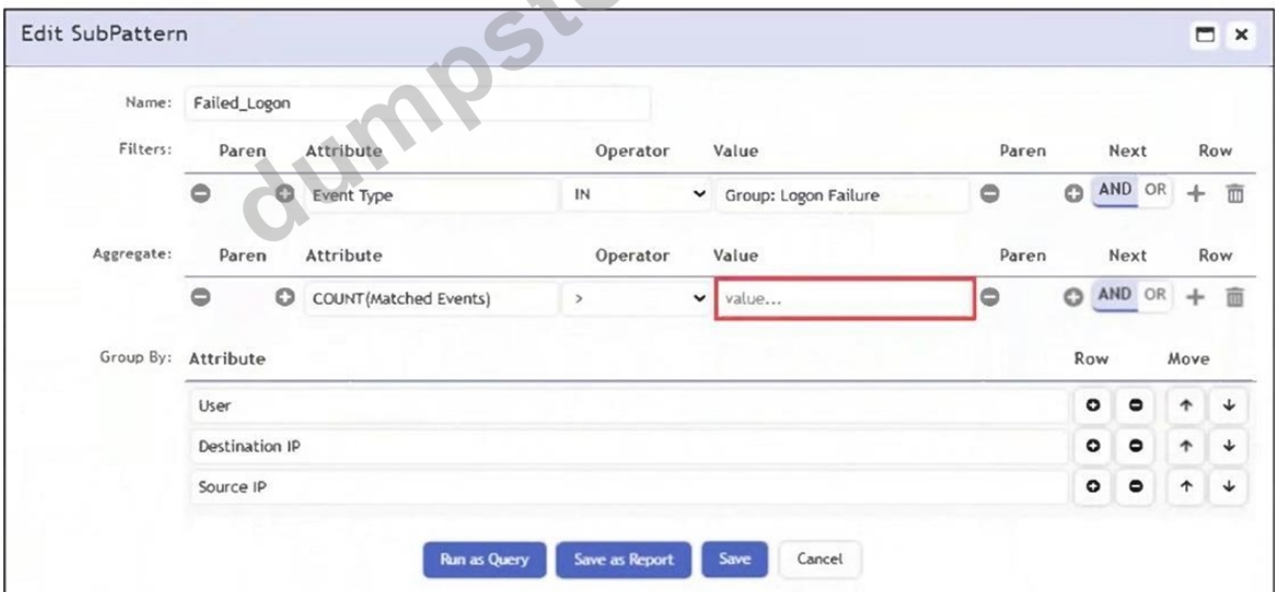 Edit SubPattern
Name: Failed_Logon
Filters: Paren Attribute Operator Value Paren Next Row
Event Type IN Group: Logon Failure AND OR
Aggregate: Paren Attribute Operator Value Paren Next Row
COUNT(Matched Events) > value... AND OR
Group By: Attribute Row Move
User
Destination IP
Source IP
Run as Query Save as Report Save Cancel